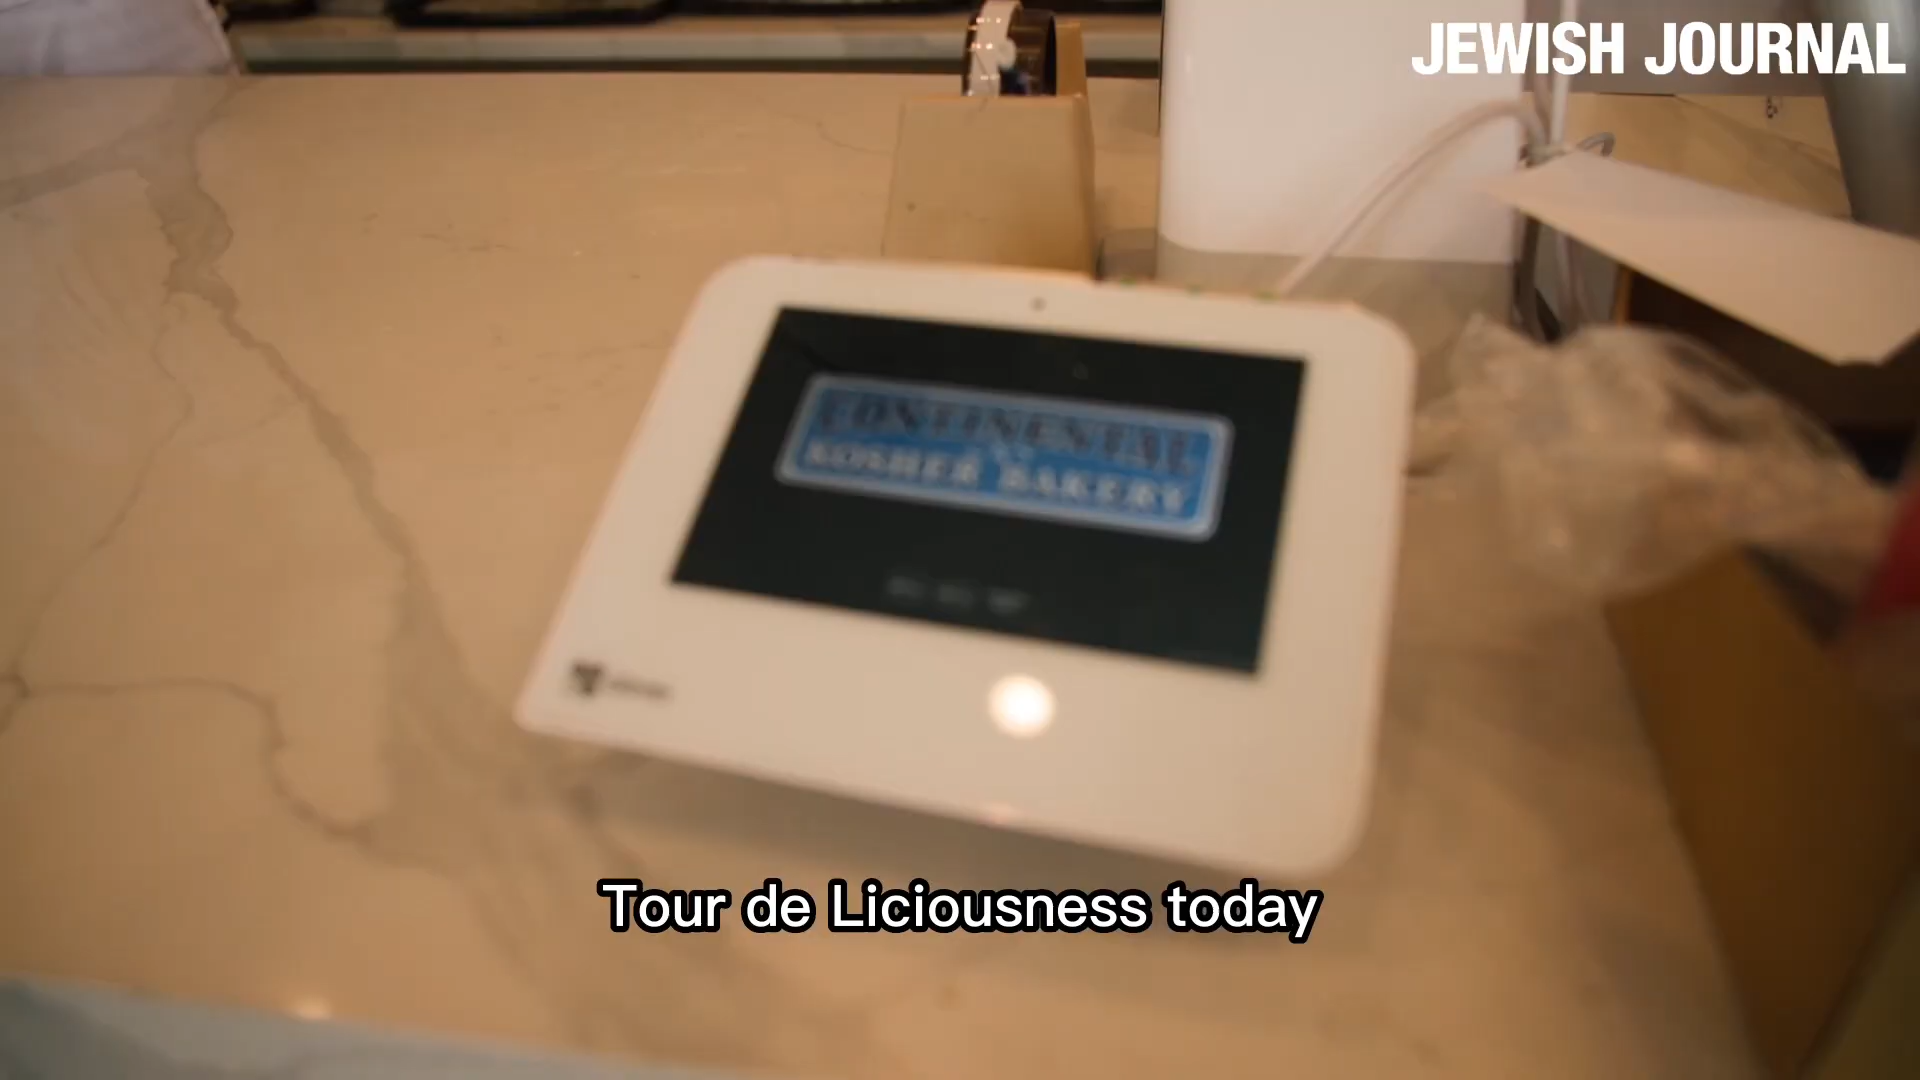 JEWISH JOURNAL
CONTINENTAL
KOSHER BAKERY
Tour de Liciousness today